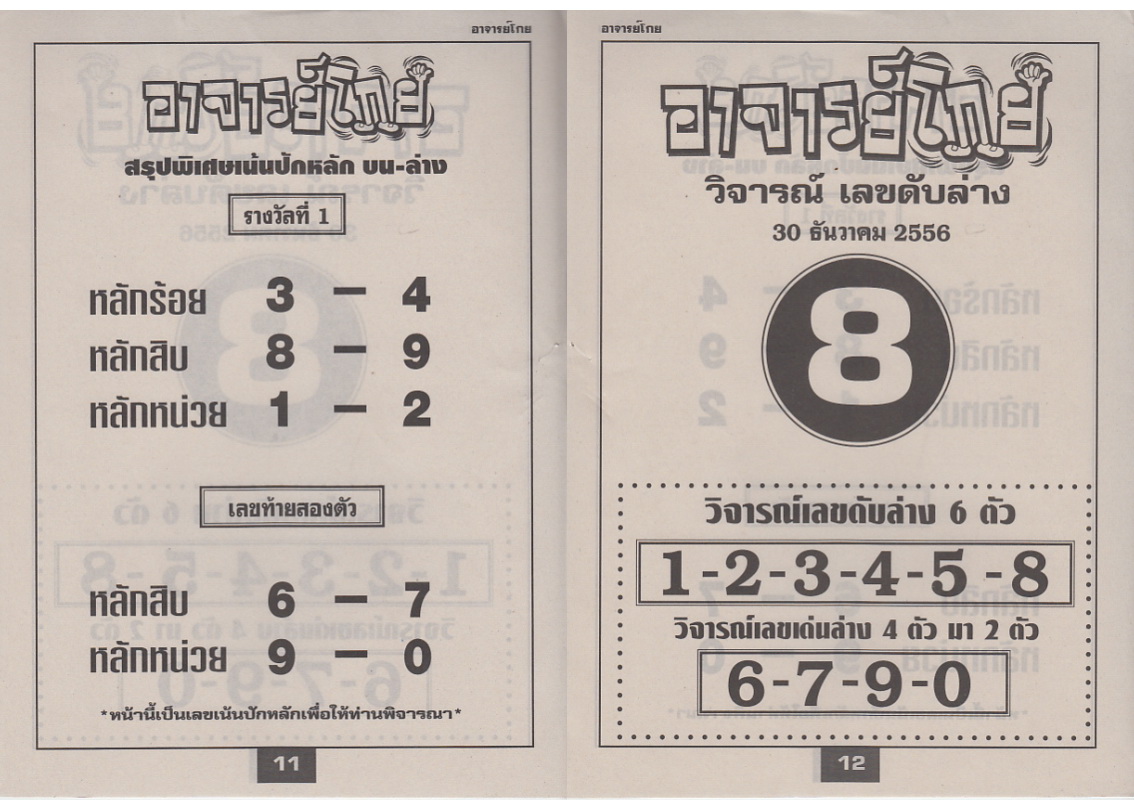 อาจารย์โกย
อาจารย์โกย
สรุปพิเศษเน้นปักหลัก บน-ล่าง
รางวัลที่ 1
หลักร้อย 3 – 4
หลักสิบ 8 – 9
หลักหน่วย 1 – 2
เลขท้ายสองตัว
หลักสิบ 6 – 7
หลักหน่วย 9 – 0
*หน้านี้เป็นเลขเน้นปักหลักเพื่อให้ท่านพิจารณา*
11
อาจารย์โกย
อาจารย์โกย
วิจารณ์ เลขดับล่าง
30 ธันวาคม 2556
8
วิจารณ์เลขดับล่าง 6 ตัว
1-2-3-4-5-8
วิจารณ์เลขเด่นล่าง 4 ตัว มา 2 ตัว
6-7-9-0
12